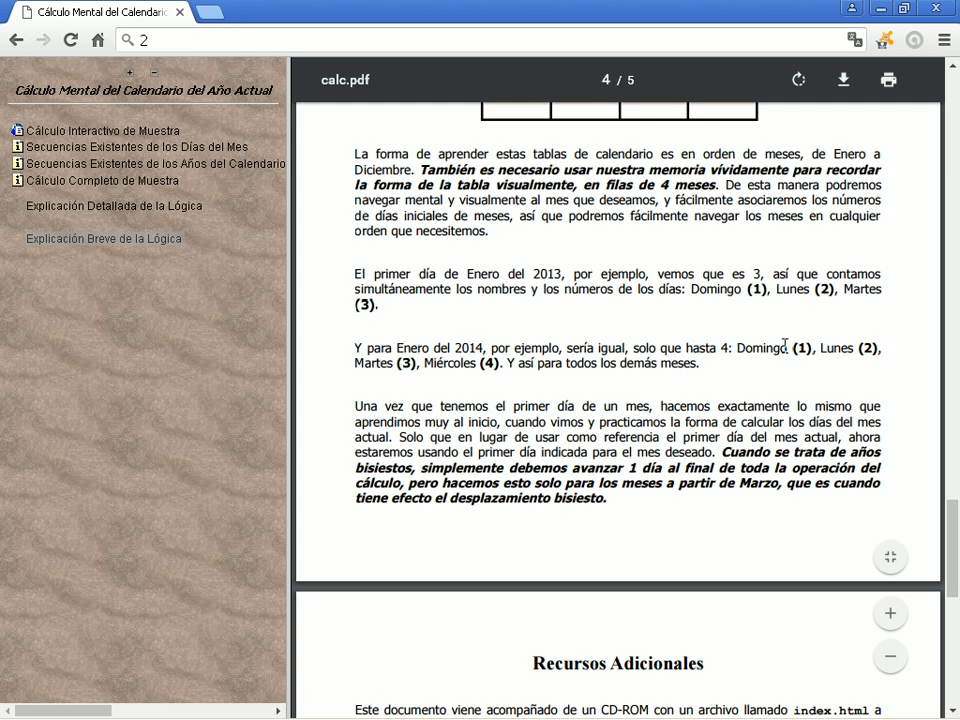 Cálculo Mental del Calendario
2
+ −
Cálculo Mental del Calendario del Año Actual
Cálculo Interactivo de Muestra
Secuencias Existentes de los Días del Mes
Secuencias Existentes de los Años del Calendario
Cálculo Completo de Muestra
Explicación Detallada de la Lógica
Explicación Breve de la Lógica
calc.pdf 4 / 5
La forma de aprender estas tablas de calendario es en orden de meses, de Enero a
Diciembre. También es necesario usar nuestra memoria vívidamente para recordar
la forma de la tabla visualmente, en filas de 4 meses. De esta manera podremos
navegar mental y visualmente al mes que deseamos, y fácilmente asociaremos los números
de días iniciales de meses, así que podremos fácilmente navegar los meses en cualquier
orden que necesitemos.
El primer día de Enero del 2013, por ejemplo, vemos que es 3, así que contamos
simultáneamente los nombres y los números de los días: Domingo (1), Lunes (2), Martes
(3).
Y para Enero del 2014, por ejemplo, sería igual, solo que hasta 4: Domingo (1), Lunes (2),
Martes (3), Miércoles (4). Y así para todos los demás meses.
Una vez que tenemos el primer día de un mes, hacemos exactamente lo mismo que
aprendimos muy al inicio, cuando vimos y practicamos la forma de calcular los días del mes
actual. Solo que en lugar de usar como referencia el primer día del mes actual, ahora
estaremos usando el primer día indicada para el mes deseado. Cuando se trata de años
bisiestos, simplemente debemos avanzar 1 día al final de toda la operación del
cálculo, pero hacemos esto solo para los meses a partir de Marzo, que es cuando
tiene efecto el desplazamiento bisiesto.
Recursos Adicionales
Este documento viene acompañado de un CD-ROM con un archivo llamado index.html a